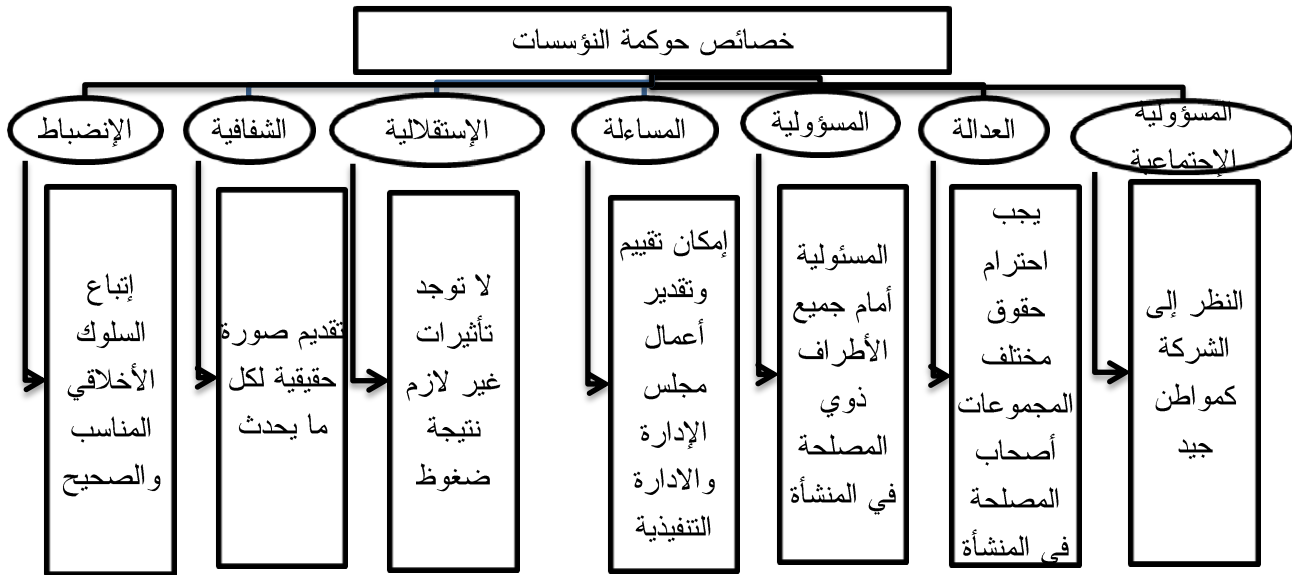 خصائص حوكمة النؤسسات
المسؤولية
الإجتماعية
العدالة
المسؤولية
المساءلة
الإستقلالية
الشفافية
الإنضباط
النظر إلى
الشركة
كمواطن
جيد
يجب
احترام
حقوق
مختلف
المجموعات
أصحاب
المصلحة
في المنشأة
المسئولية
أمام جميع
الأطراف
ذوي
المصلحة
في المنشأة
إمكان تقييم
وتقدير
أعمال
مجلس
الإدارة
والادارة
التنفيذية
لا توجد
تأثيرات
غير لازم
نتيجة
ضغوظ
تقديم صورة
حقيقية لكل
ما يحدث
إتباع
السلوك
الأخلاقي
المناسب
والصحيح